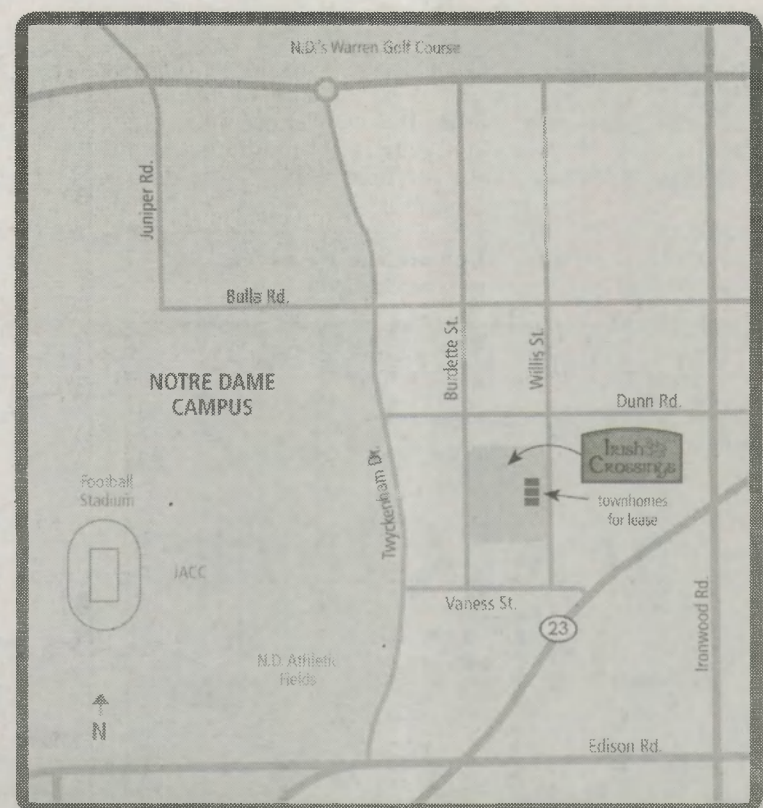 N.D.'s Warren Golf Course
Juniper Rd.
Bulla Rd.
Burdette St.
Willis St.
NOTRE DAME
CAMPUS
Dunn Rd.
Irish
Crossings
Football
Stadium
Twyckenham Dr.
townhomes
for lease
JACC
Vaness St.
23
Ironwood Rd.
N.D. Athletic
Fields
N
Edison Rd.